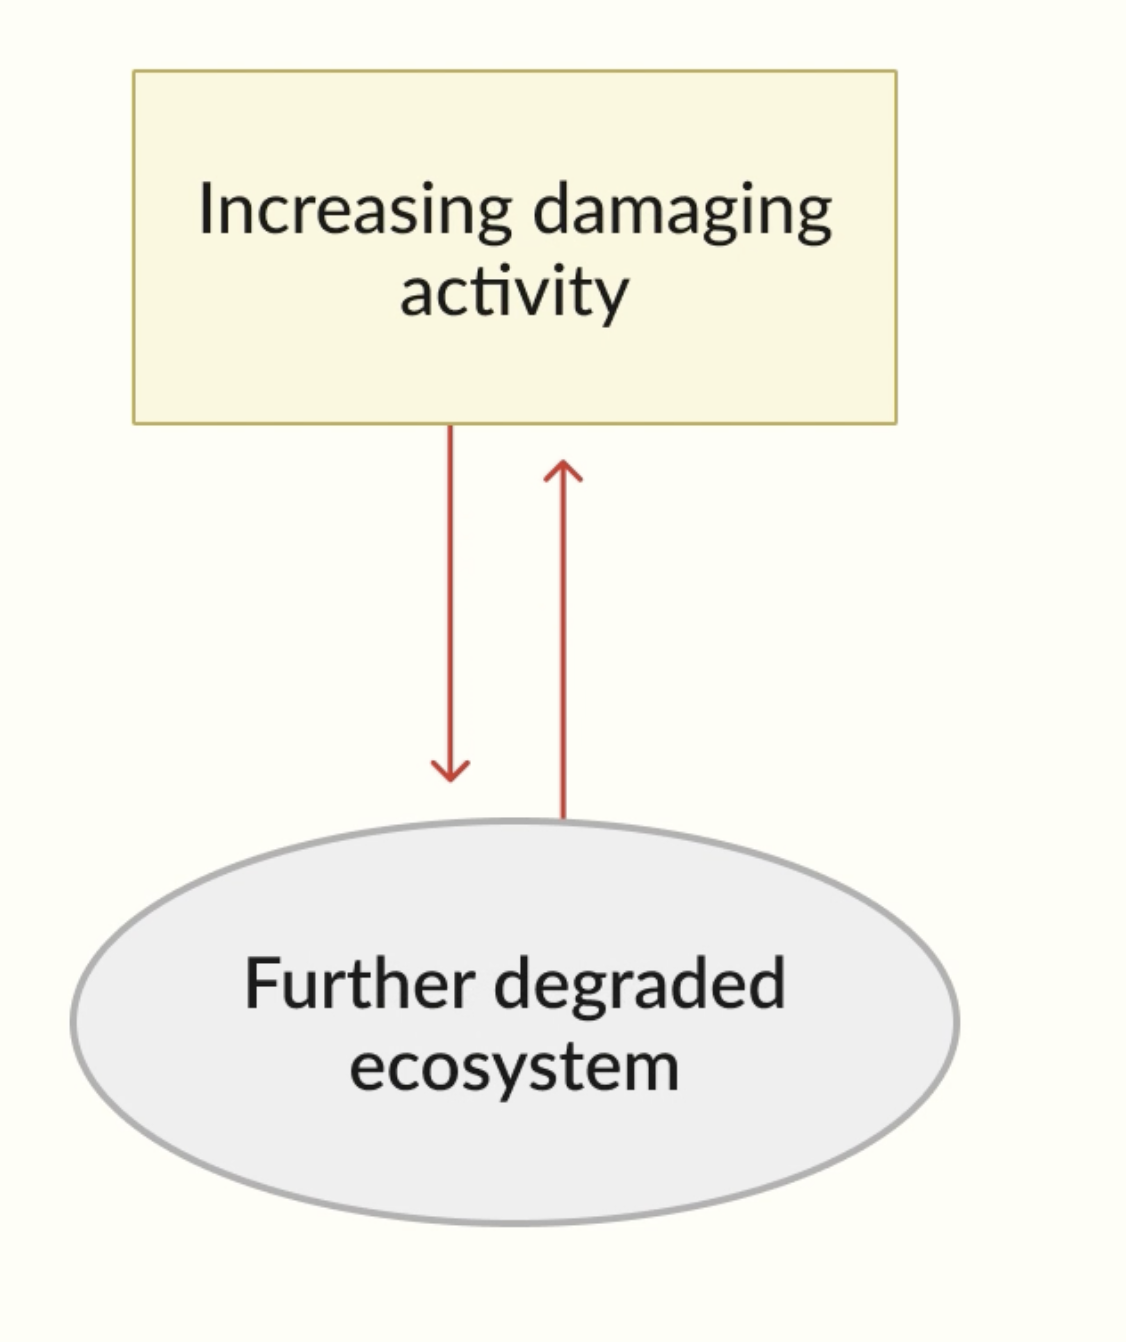 Increasing damaging
activity
Further degraded
ecosystem